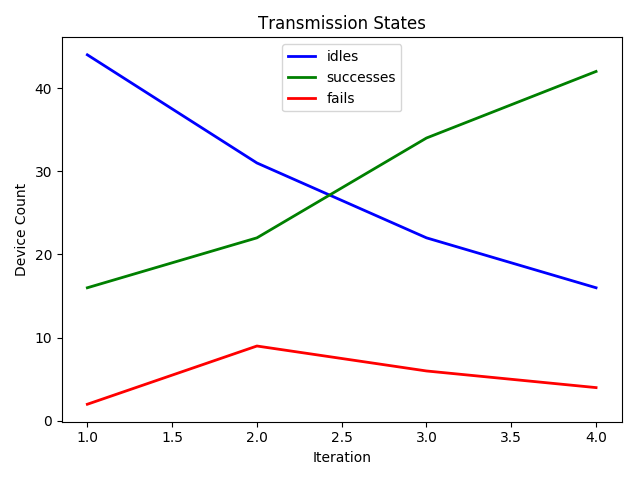 Transmission States
idles
successes
fails
Device Count
40
30
20
10
0
1.0 1.5 2.0 2.5 3.0 3.5 4.0
Iteration